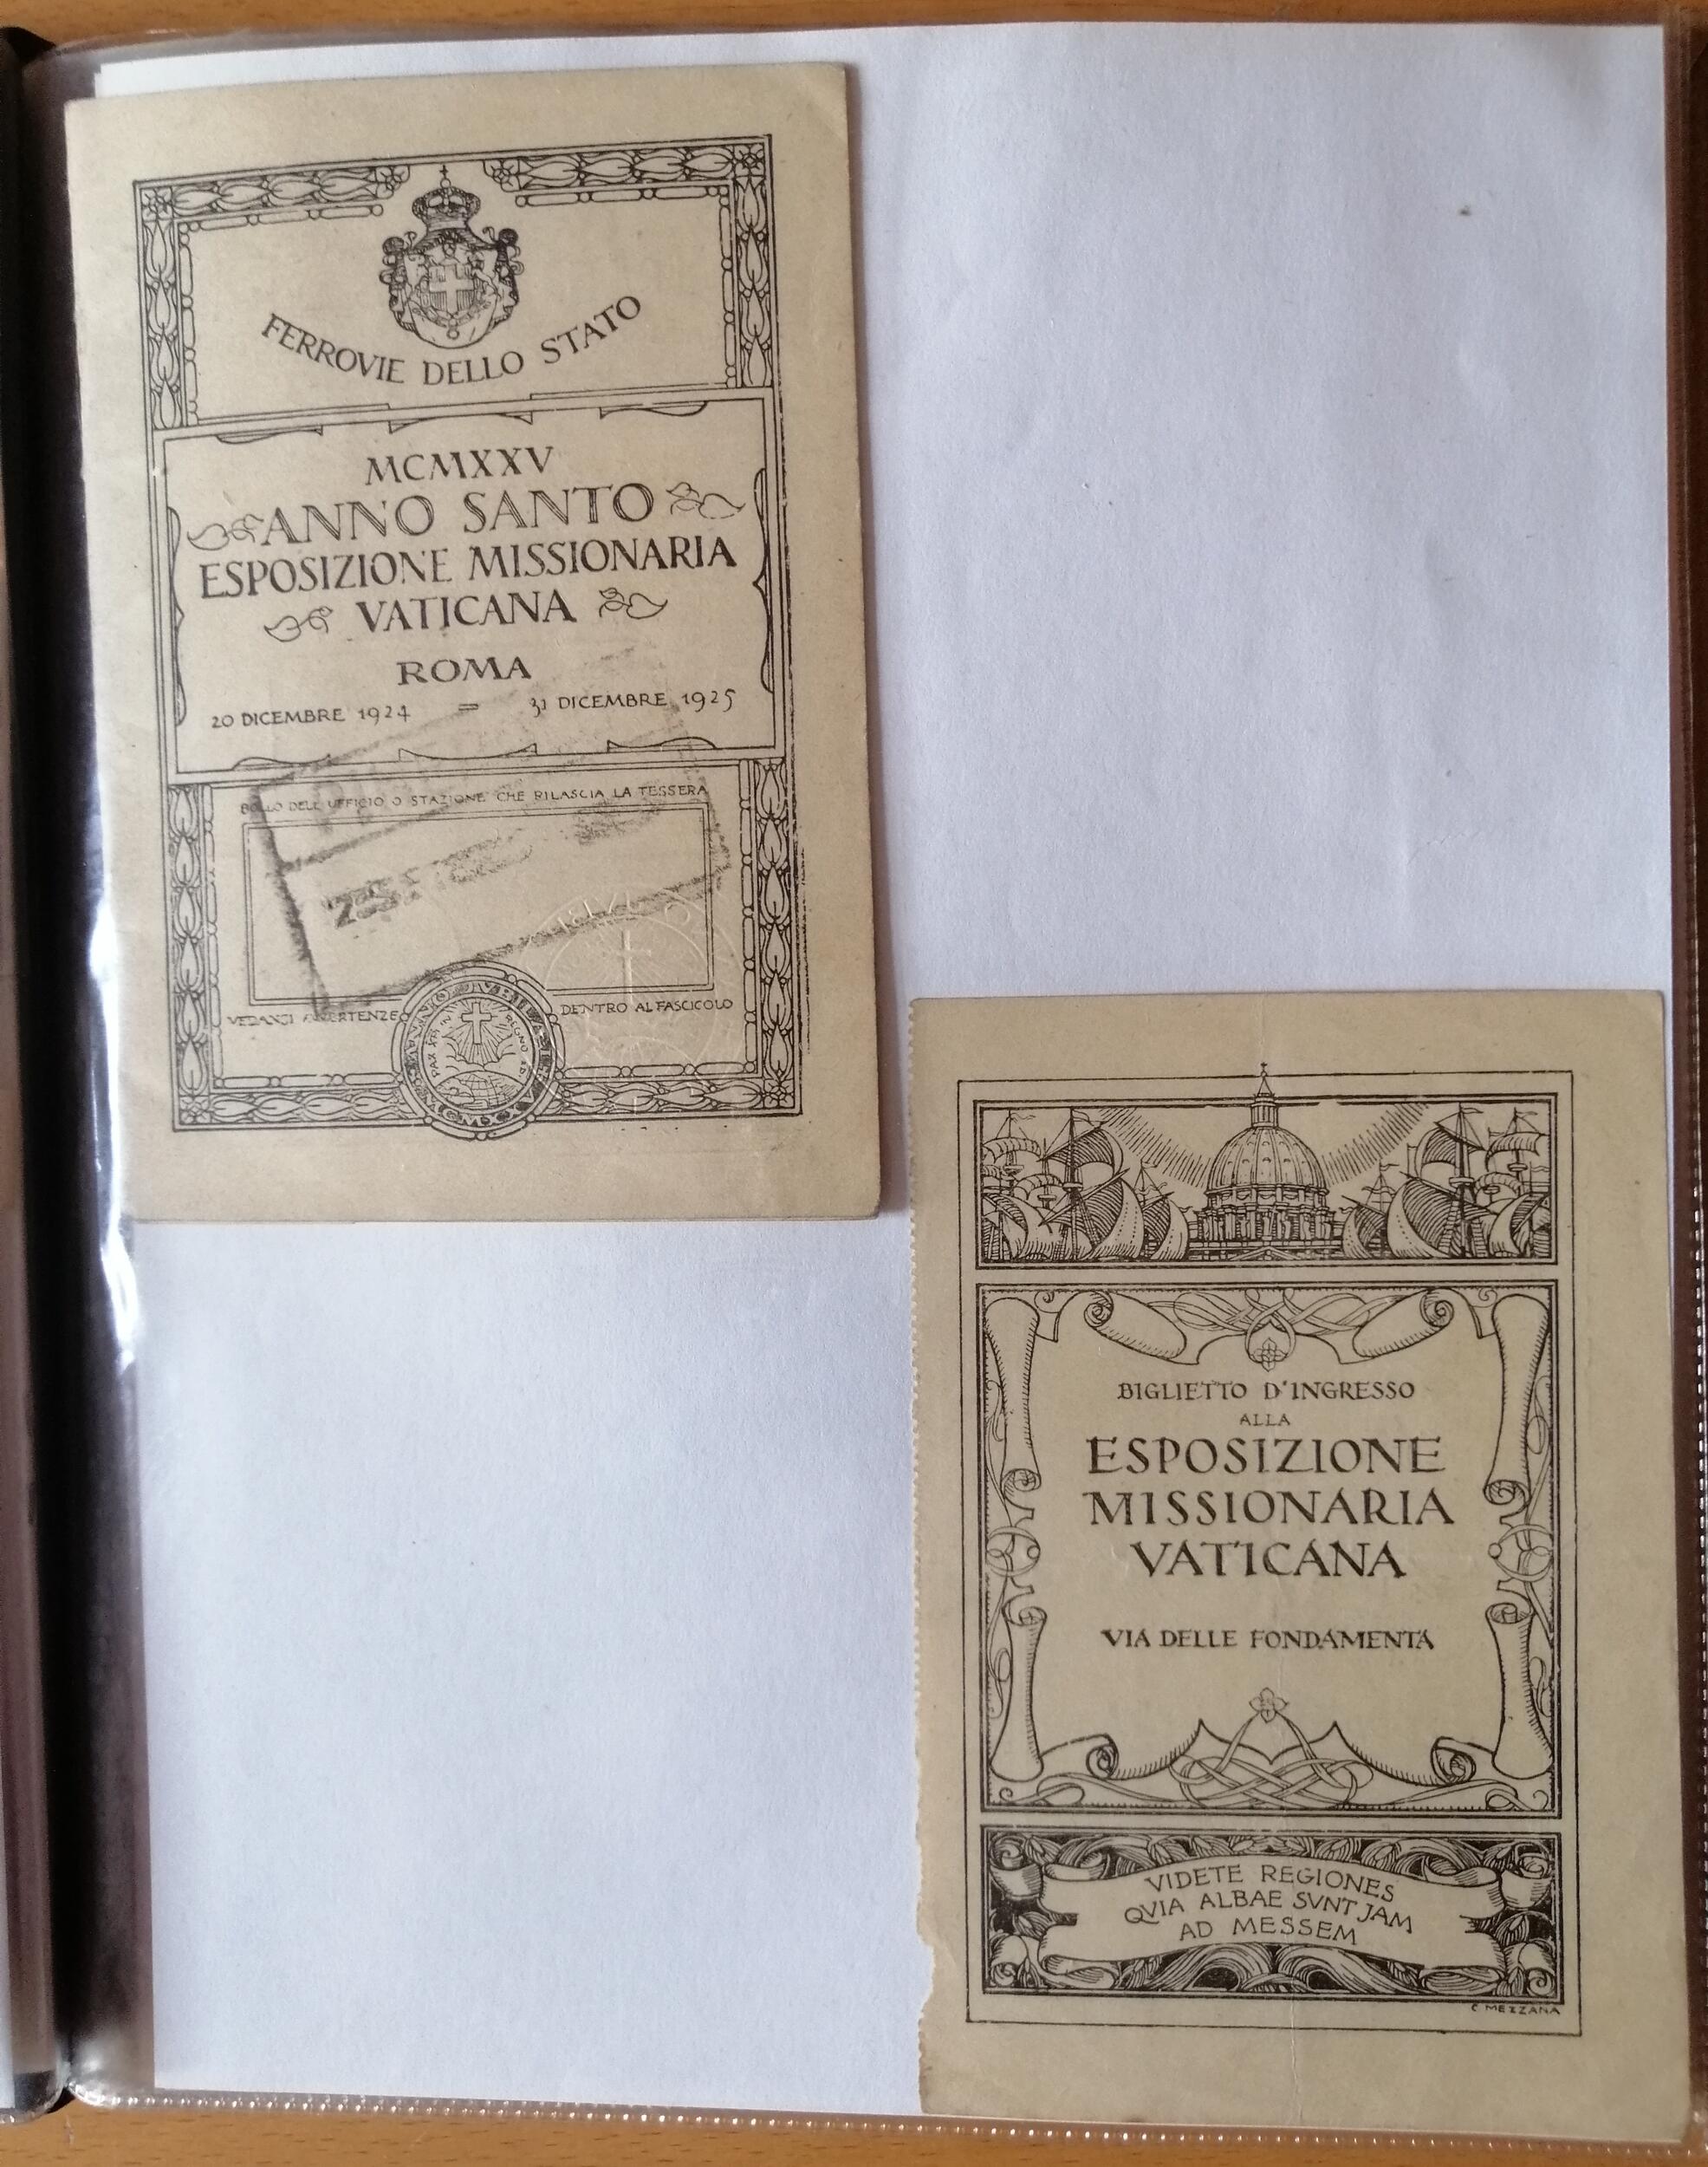 FERROVIE DELLO STATO
MCMXXV
ANNO SANTO
ESPOSIZIONE MISSIONARIA
VATICANA
ROMA
20 DICEMBRE 1924 = 31 DICEMBRE 1925
BOLLO DELL UFFICIO O STAZIONE CHE RILASCIA LA TESSERA
VEDANSI AVVERTENZE DENTRO AL FASCICOLO
BIGLIETTO D'INGRESSO
ALLA
ESPOSIZIONE
MISSIONARIA
VATICANA
VIA DELLE FONDAMENTA
VIDETE REGIONES
QVIA ALBAE SVNT JAM
AD MESSEM
C MEZZANA